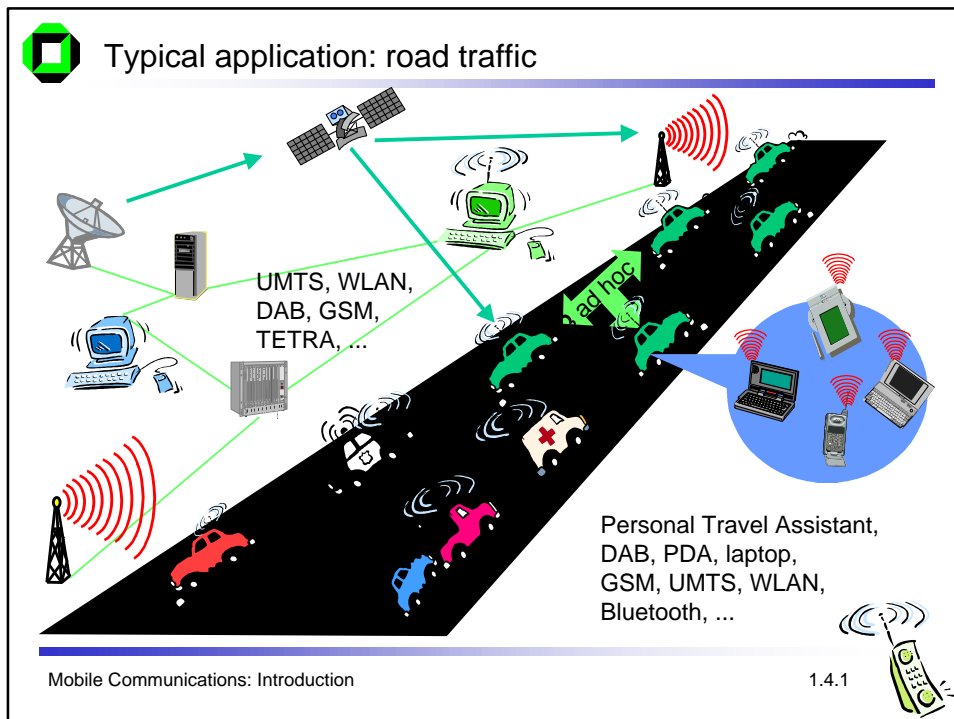 Typical application: road traffic
UMTS, WLAN,
DAB, GSM,
TETRA, ...
ad hoc
Personal Travel Assistant,
DAB, PDA, laptop,
GSM, UMTS, WLAN,
Bluetooth, ...
Mobile Communications: Introduction
1.4.1